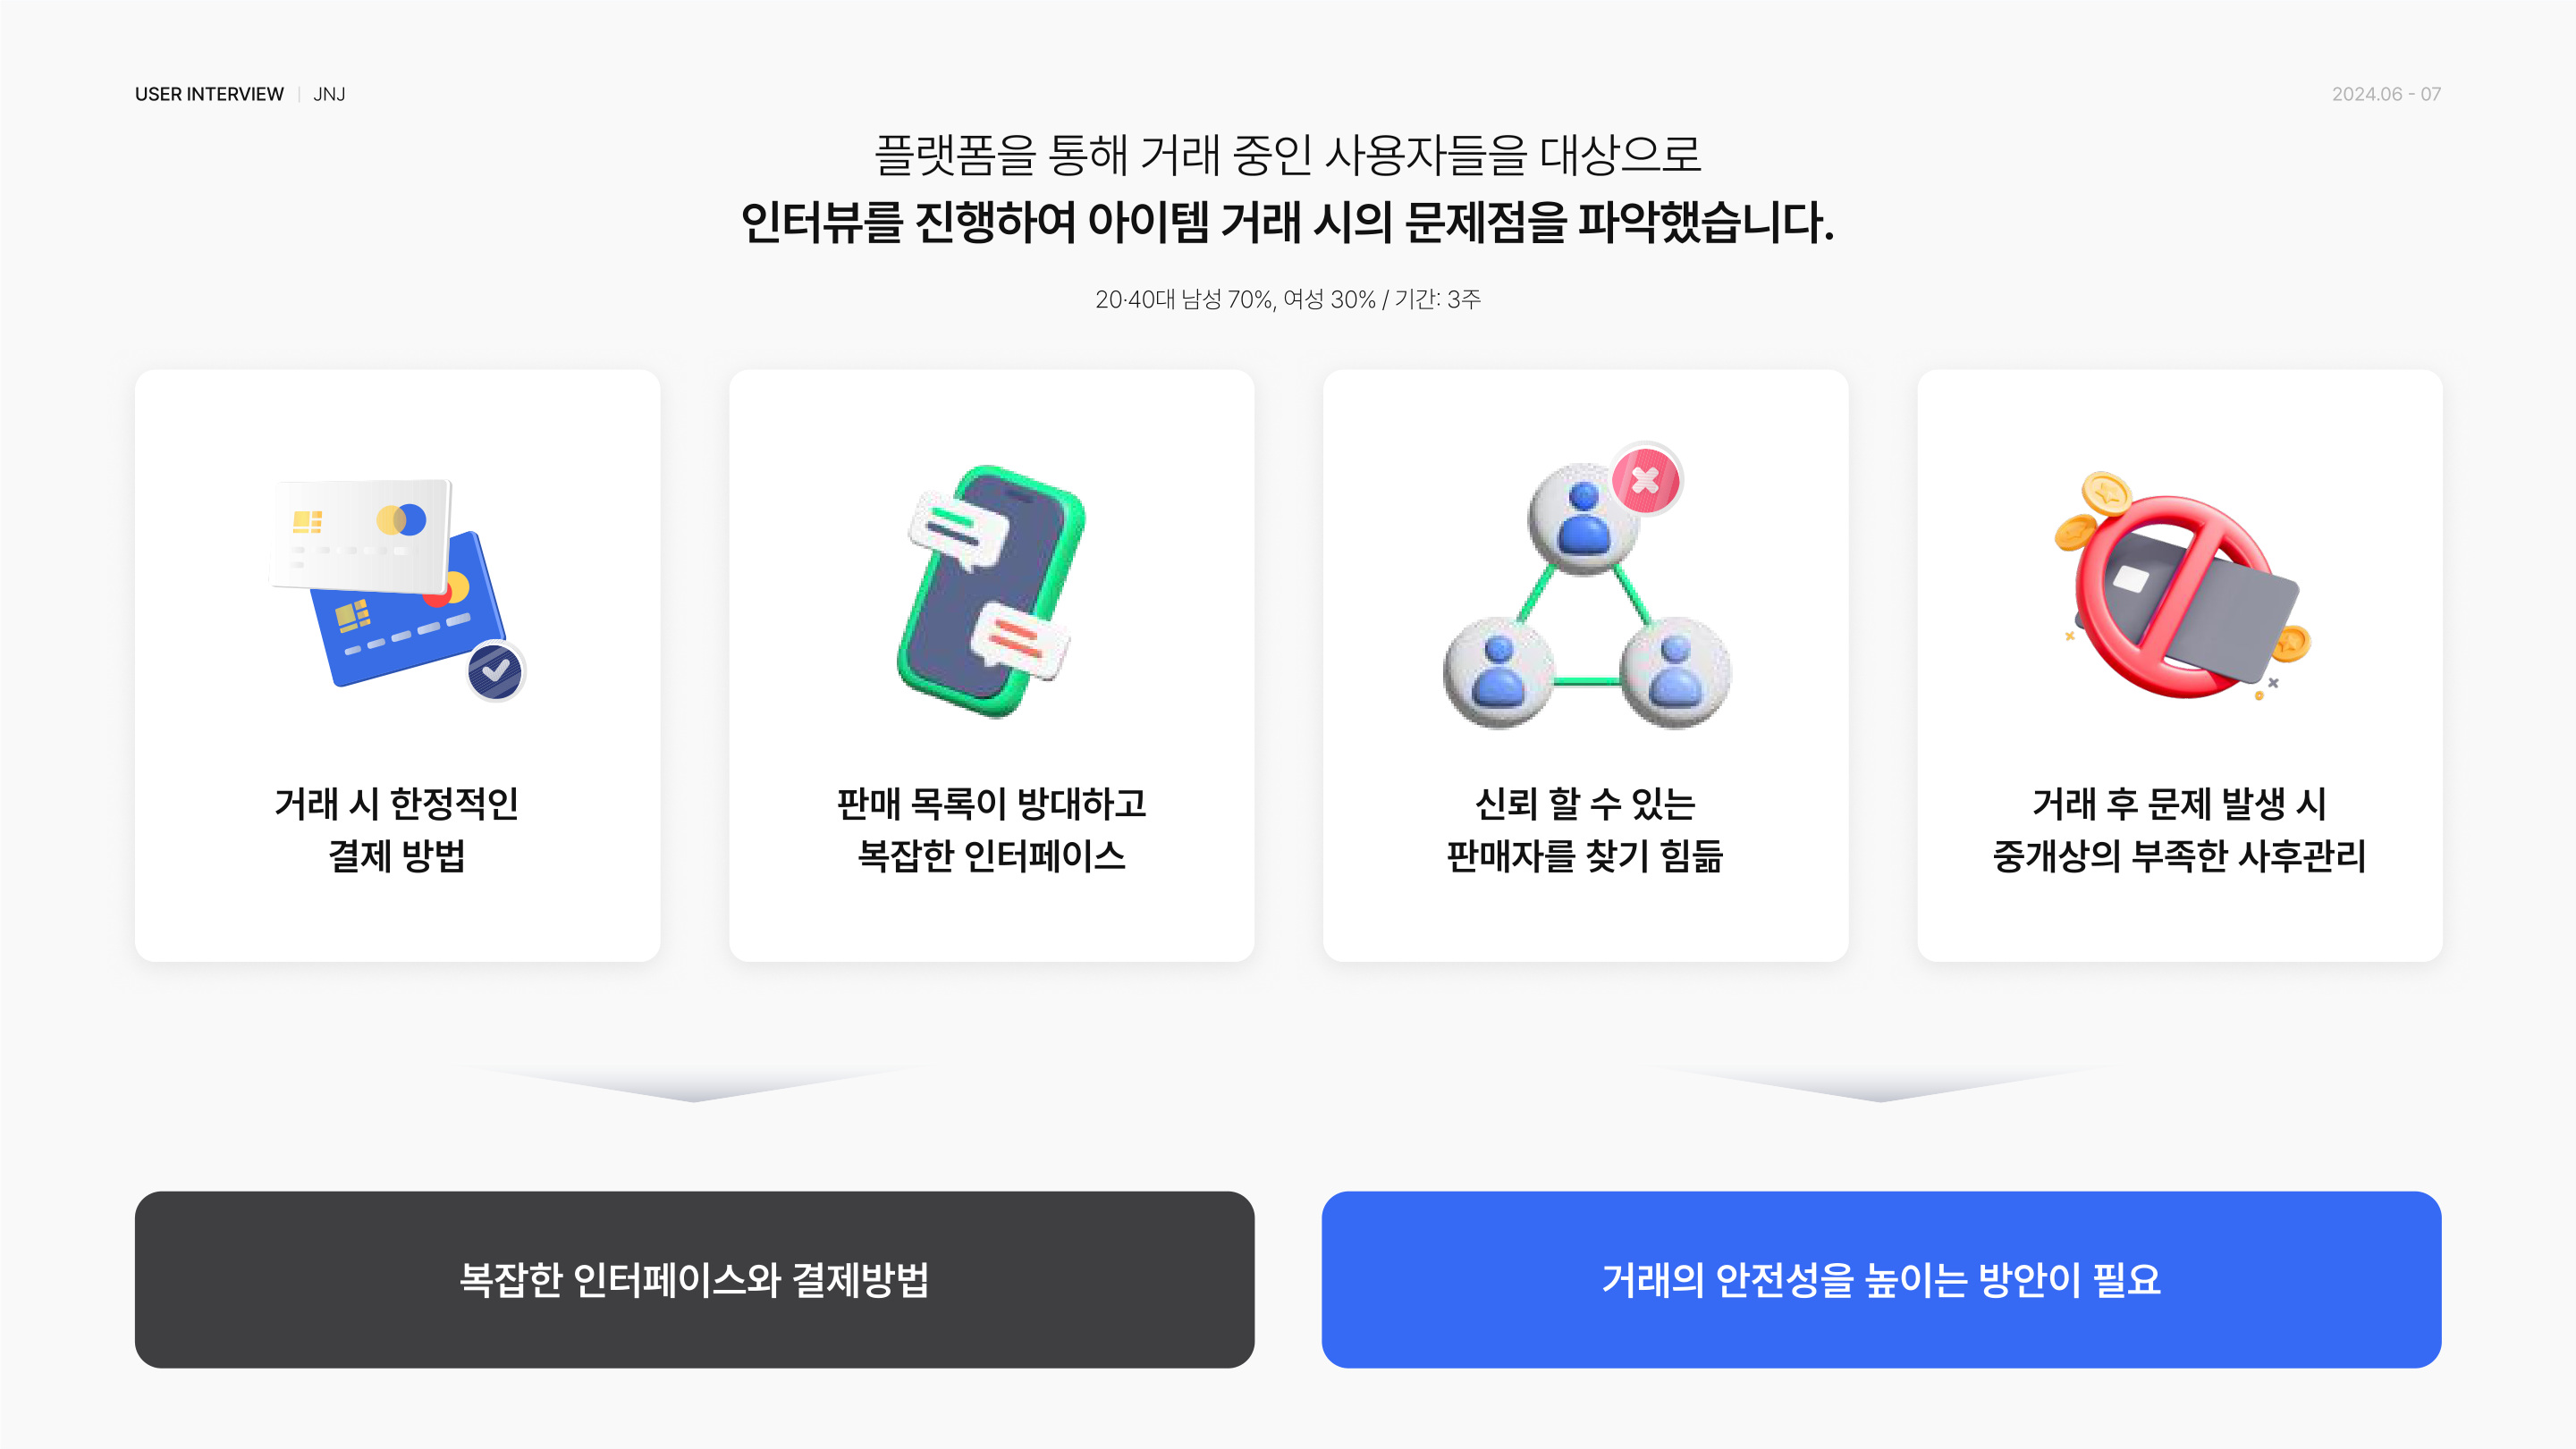 USER INTERVIEW | JNJ
2024.06 - 07
플랫폼을 통해 거래 중인 사용자들을 대상으로
인터뷰를 진행하여 아이템 거래 시의 문제점을 파악했습니다.
20·40대 남성 70%, 여성 30% / 기간: 3주
거래 시 한정적인
결제 방법
판매 목록이 방대하고
복잡한 인터페이스
신뢰 할 수 있는
판매자를 찾기 힘듦
거래 후 문제 발생 시
중개상의 부족한 사후관리
복잡한 인터페이스와 결제방법
거래의 안전성을 높이는 방안이 필요